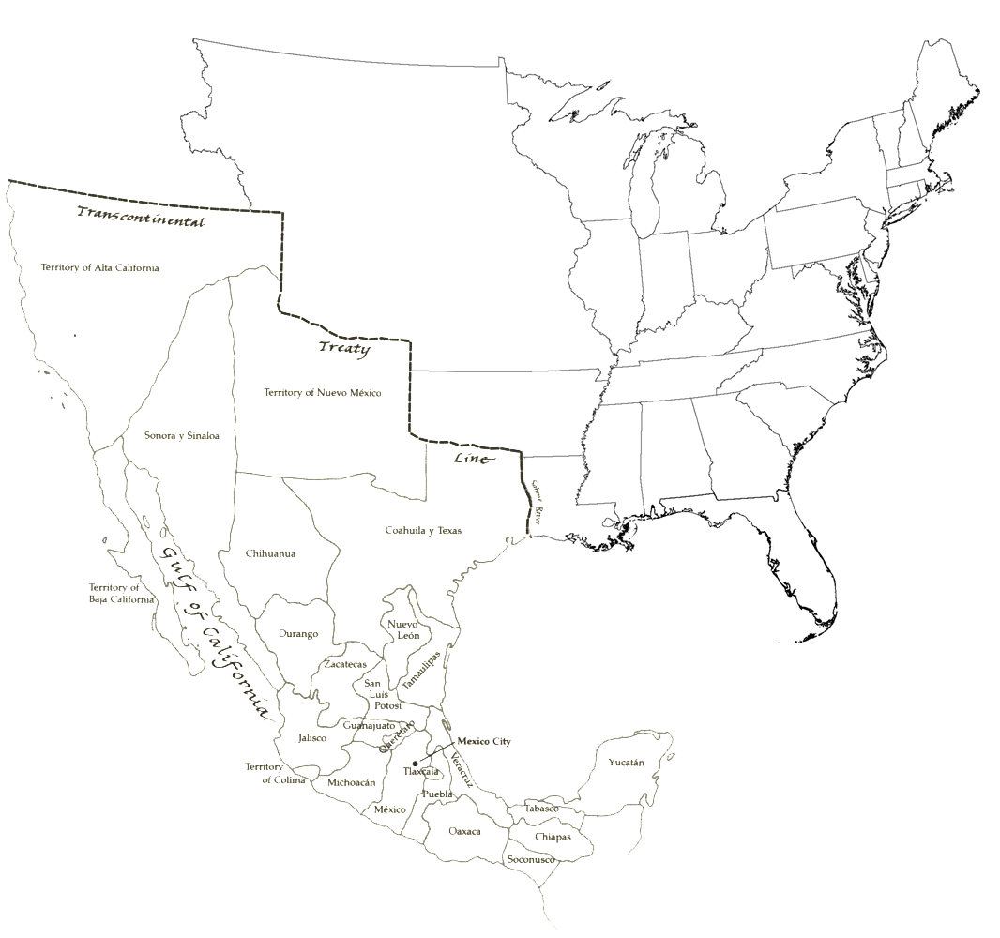 Transcontinental
Territory of Alta California
Treaty
Territory of Nuevo México
Sonora y Sinaloa
Line
Sabine River
Coahuila y Texas
Chihuahua
Gulf of California
Territory of
Baja California
Nuevo
León
Durango
Zacatecas
Tamaulipas
San
Luis
Potosí
Guanajuato
Querétaro
Jalisco
Mexico City
Veracruz
Yucatán
Territory
of Colima
Michoacán
Tlaxcala
Puebla
México
Tabasco
Oaxaca
Chiapas
Soconusco